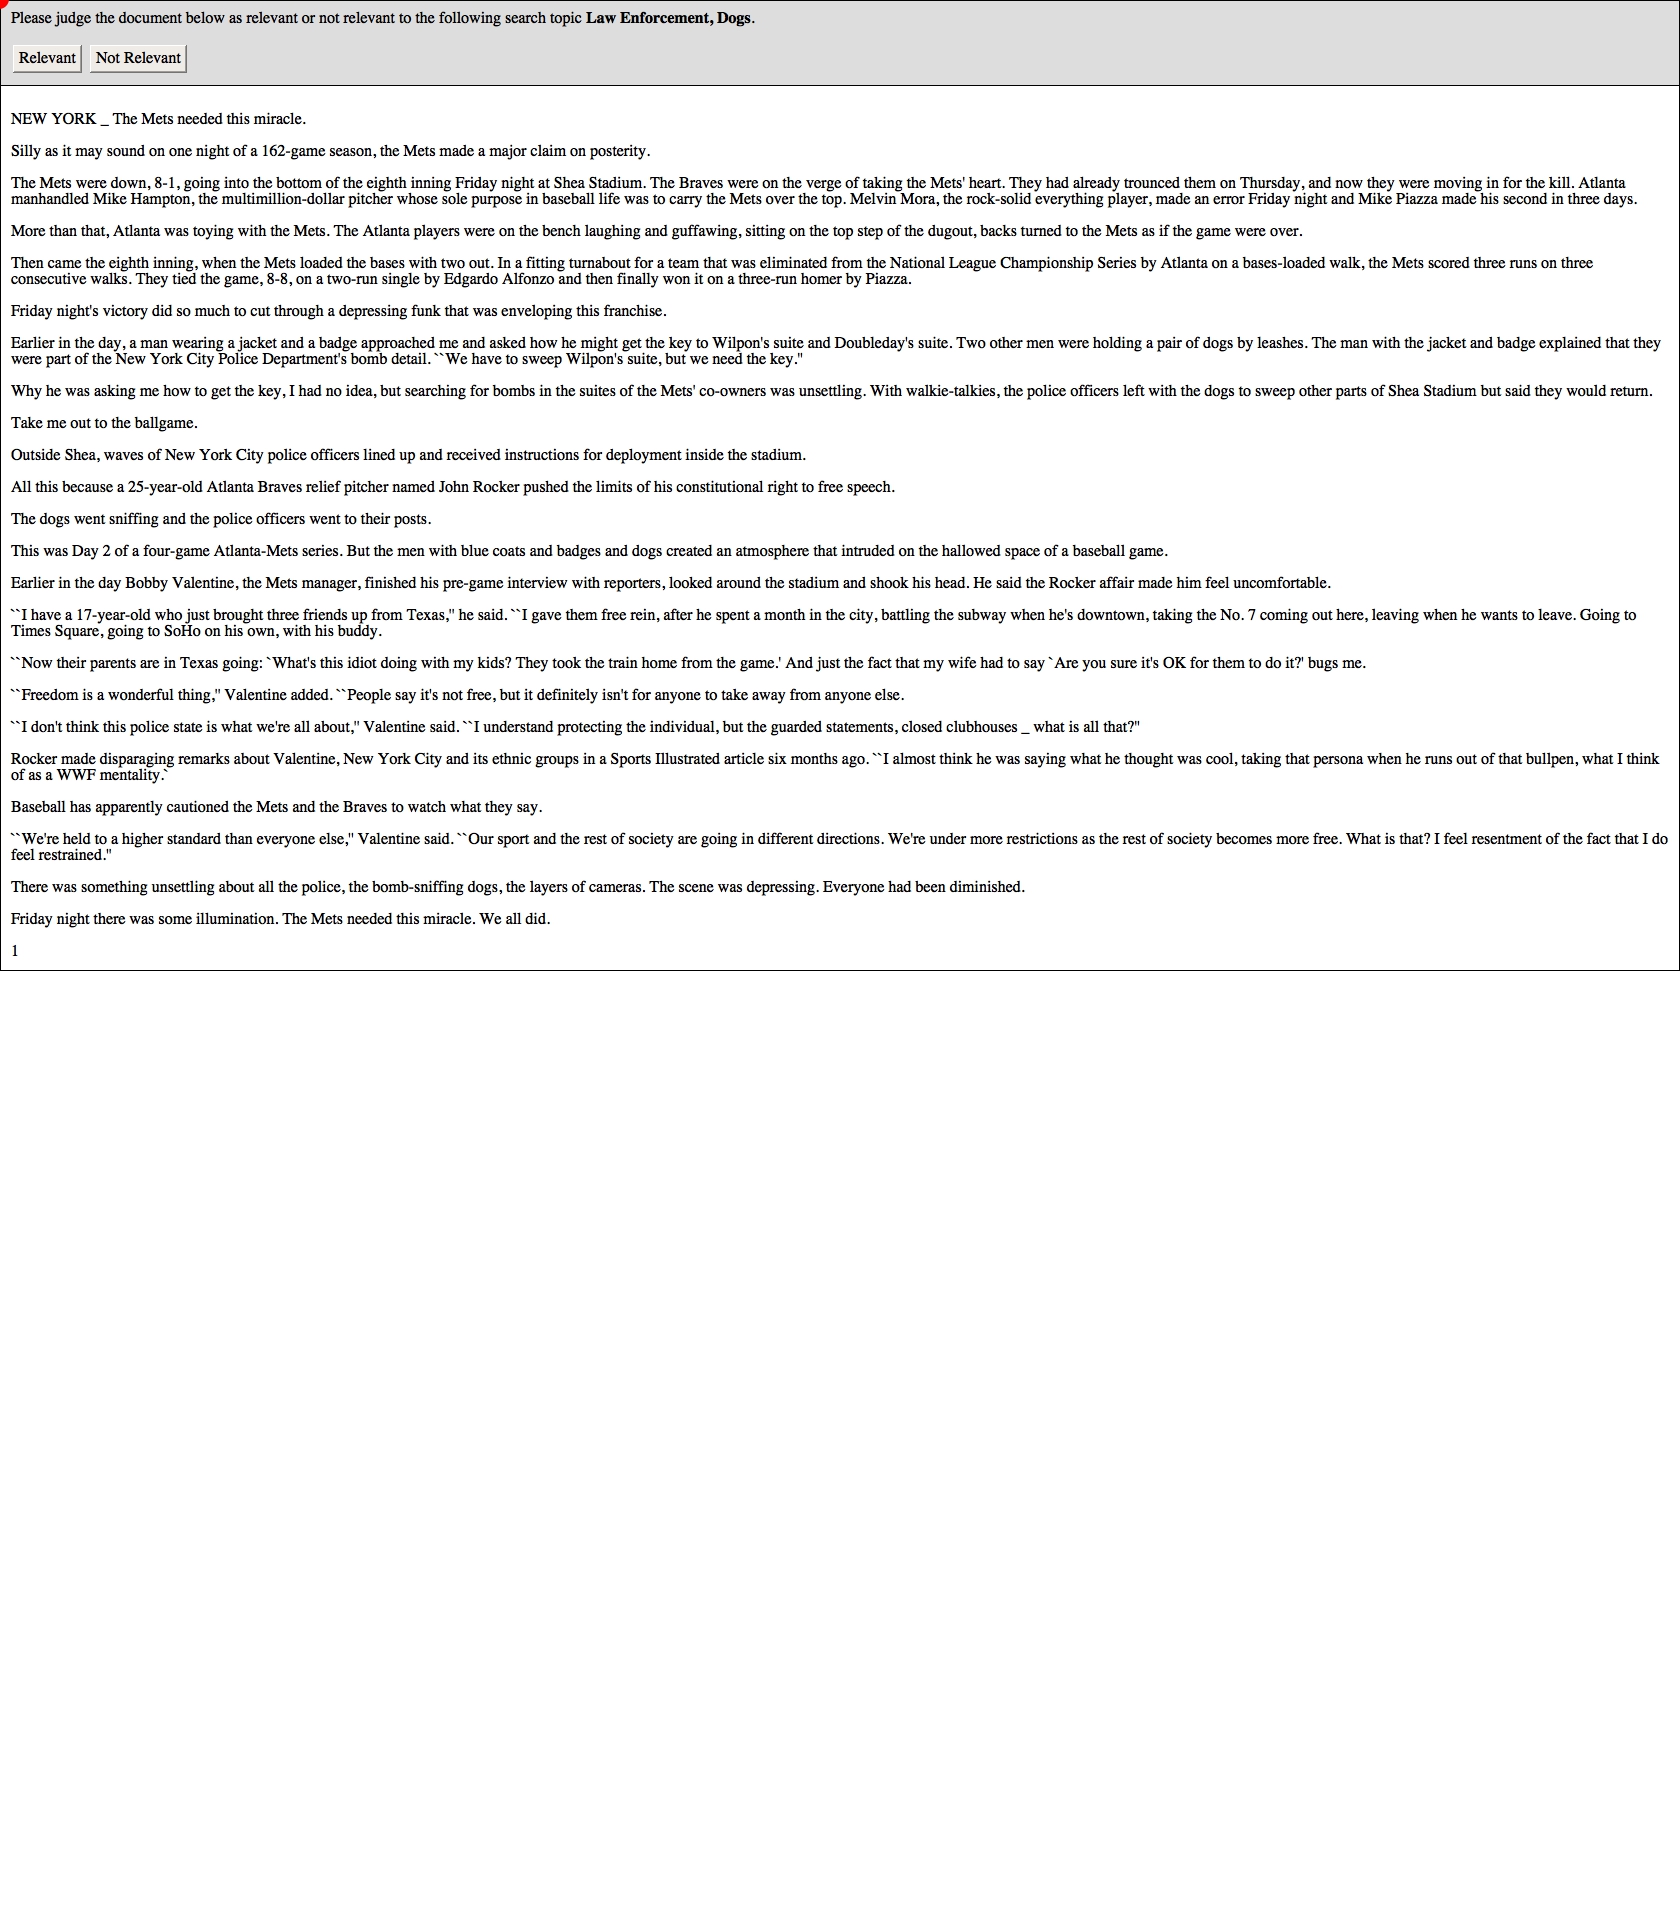 Please judge the document below as relevant or not relevant to the following search topic Law Enforcement, Dogs.
Relevant Not Relevant
NEW YORK _ The Mets needed this miracle.
Silly as it may sound on one night of a 162-game season, the Mets made a major claim on posterity.
The Mets were down, 8-1, going into the bottom of the eighth inning Friday night at Shea Stadium. The Braves were on the verge of taking the Mets' heart. They had already trounced them on Thursday, and now they were moving in for the kill. Atlanta
manhandled Mike Hampton, the multimillion-dollar pitcher whose sole purpose in baseball life was to carry the Mets over the top. Melvin Mora, the rock-solid everything player, made an error Friday night and Mike Piazza made his second in three days.
More than that, Atlanta was toying with the Mets. The Atlanta players were on the bench laughing and guffawing, sitting on the top step of the dugout, backs turned to the Mets as if the game were over.
Then came the eighth inning, when the Mets loaded the bases with two out. In a fitting turnabout for a team that was eliminated from the National League Championship Series by Atlanta on a bases-loaded walk, the Mets scored three runs on three
consecutive walks. They tied the game, 8-8, on a two-run single by Edgardo Alfonzo and then finally won it on a three-run homer by Piazza.
Friday night's victory did so much to cut through a depressing funk that was enveloping this franchise.
Earlier in the day, a man wearing a jacket and a badge approached me and asked how he might get the key to Wilpon's suite and Doubleday's suite. Two other men were holding a pair of dogs by leashes. The man with the jacket and badge explained that they
were part of the New York City Police Department's bomb detail. ``We have to sweep Wilpon's suite, but we need the key.''
Why he was asking me how to get the key, I had no idea, but searching for bombs in the suites of the Mets' co-owners was unsettling. With walkie-talkies, the police officers left with the dogs to sweep other parts of Shea Stadium but said they would return.
Take me out to the ballgame.
Outside Shea, waves of New York City police officers lined up and received instructions for deployment inside the stadium.
All this because a 25-year-old Atlanta Braves relief pitcher named John Rocker pushed the limits of his constitutional right to free speech.
The dogs went sniffing and the police officers went to their posts.
This was Day 2 of a four-game Atlanta-Mets series. But the men with blue coats and badges and dogs created an atmosphere that intruded on the hallowed space of a baseball game.
Earlier in the day Bobby Valentine, the Mets manager, finished his pre-game interview with reporters, looked around the stadium and shook his head. He said the Rocker affair made him feel uncomfortable.
``I have a 17-year-old who just brought three friends up from Texas,'' he said. ``I gave them free rein, after he spent a month in the city, battling the subway when he's downtown, taking the No. 7 coming out here, leaving when he wants to leave. Going to
Times Square, going to SoHo on his own, with his buddy.
``Now their parents are in Texas going: `What's this idiot doing with my kids? They took the train home from the game.' And just the fact that my wife had to say `Are you sure it's OK for them to do it?' bugs me.
``Freedom is a wonderful thing,'' Valentine added. ``People say it's not free, but it definitely isn't for anyone to take away from anyone else.
``I don't think this police state is what we're all about,'' Valentine said. ``I understand protecting the individual, but the guarded statements, closed clubhouses _ what is all that?''
Rocker made disparaging remarks about Valentine, New York City and its ethnic groups in a Sports Illustrated article six months ago. ``I almost think he was saying what he thought was cool, taking that persona when he runs out of that bullpen, what I think
of as a WWF mentality.`
Baseball has apparently cautioned the Mets and the Braves to watch what they say.
``We're held to a higher standard than everyone else,'' Valentine said. ``Our sport and the rest of society are going in different directions. We're under more restrictions as the rest of society becomes more free. What is that? I feel resentment of the fact that I do
feel restrained.''
There was something unsettling about all the police, the bomb-sniffing dogs, the layers of cameras. The scene was depressing. Everyone had been diminished.
Friday night there was some illumination. The Mets needed this miracle. We all did.
1